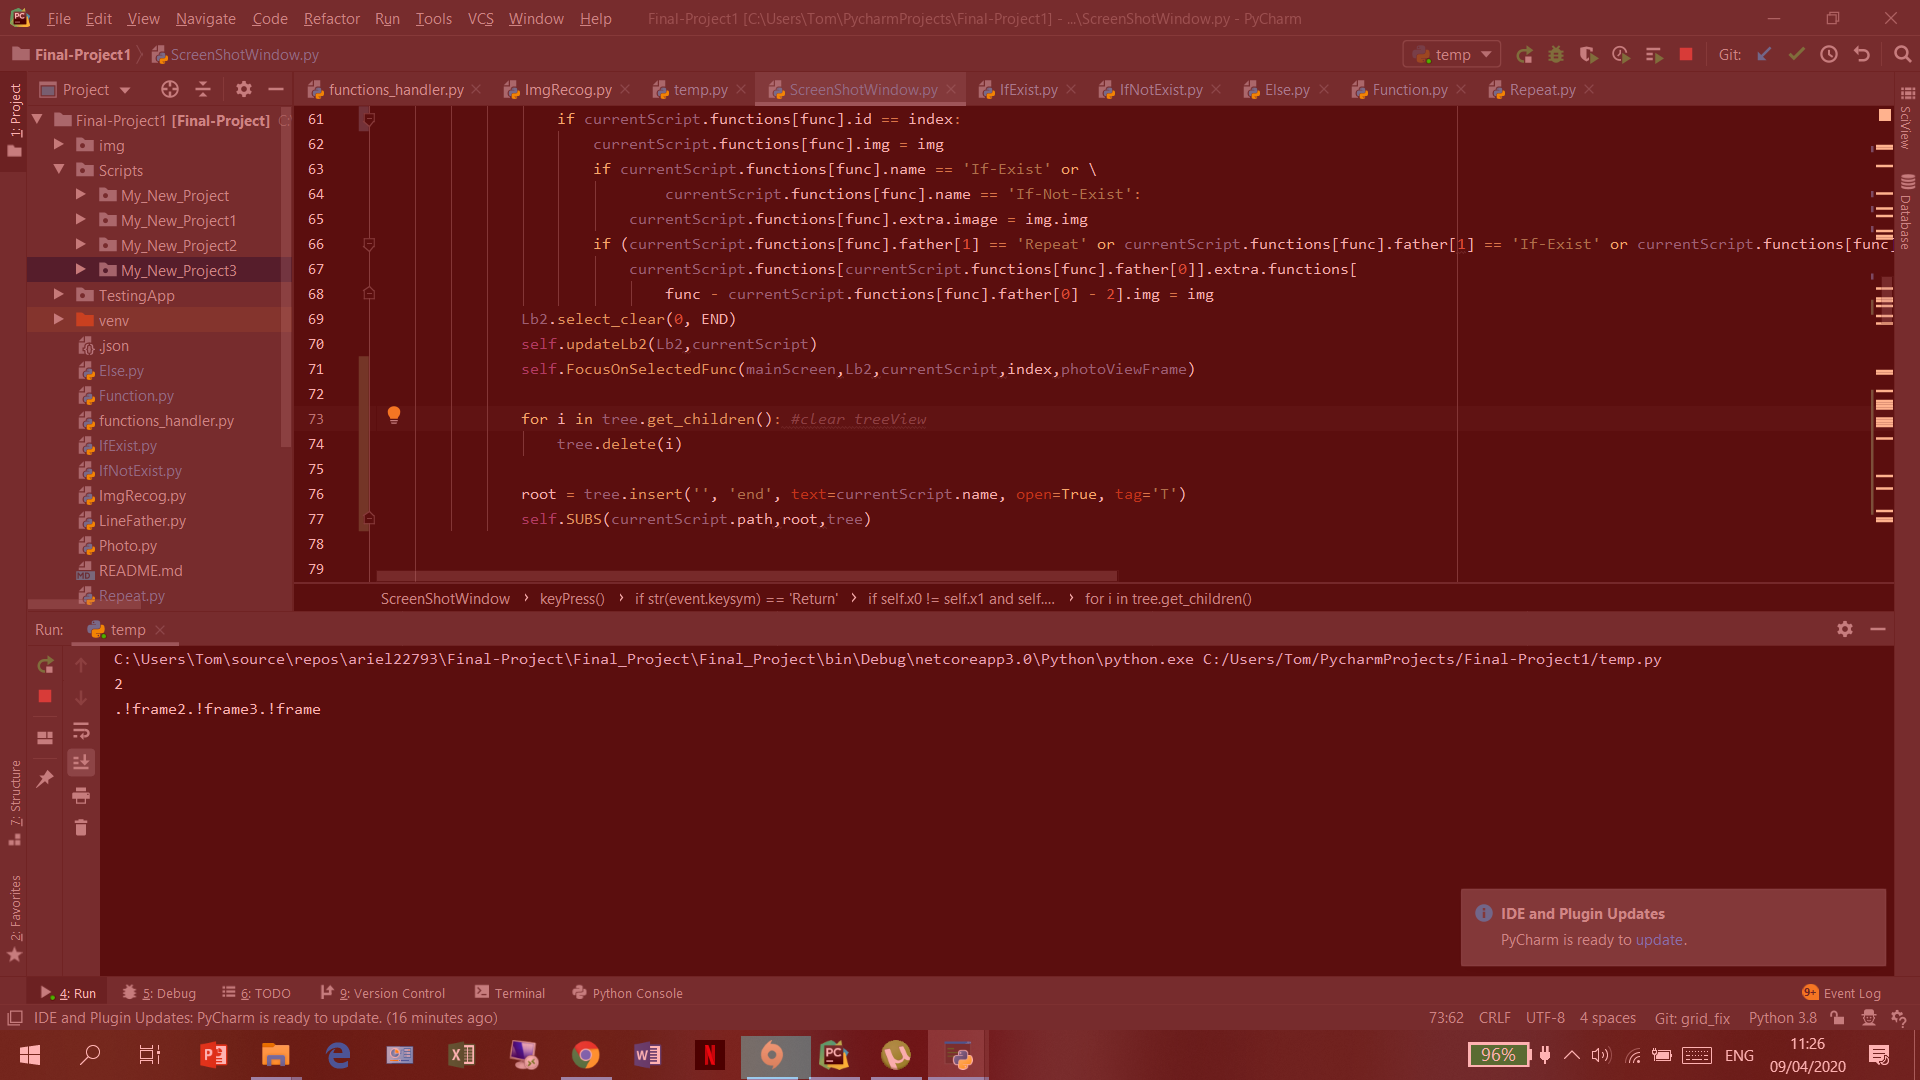 File Edit View Navigate Code Refactor Run Tools VCS Window Help Final-Project1 [C:\Users\Tom\PycharmProjects\Final-Project1] - ...\ScreenShotWindow.py - PyCharm
Final-Project1 ScreenShotWindow.py temp Git:
Project functions_handler.py ImgRecog.py temp.py ScreenShotWindow.py IfExist.py IfNotExist.py Else.py Function.py Repeat.py
1: Project
7: Structure
2: Favorites
Final-Project1 [Final-Project]
img
Scripts
My_New_Project
My_New_Project1
My_New_Project2
My_New_Project3
TestingApp
venv
.json
Else.py
Function.py
functions_handler.py
IfExist.py
IfNotExist.py
ImgRecog.py
LineFather.py
Photo.py
README.md
Repeat.py
61 if currentScript.functions[func].id == index:
62 currentScript.functions[func].img = img
63 if currentScript.functions[func].name == 'If-Exist' or \
64 currentScript.functions[func].name == 'If-Not-Exist':
65 currentScript.functions[func].extra.image = img.img
66 if (currentScript.functions[func].father[1] == 'Repeat' or currentScript.functions[func].father[1] == 'If-Exist' or currentScript.functions[func
67 currentScript.functions[currentScript.functions[func].father[0]].extra.functions[
68 func - currentScript.functions[func].father[0] - 2].img = img
69 Lb2.select_clear(0, END)
70 self.updateLb2(Lb2,currentScript)
71 self.FocusOnSelectedFunc(mainScreen,Lb2,currentScript,index,photoViewFrame)
72
73 for i in tree.get_children(): #clear treeView
74 tree.delete(i)
75
76 root = tree.insert('', 'end', text=currentScript.name, open=True, tag='T')
77 self.SUBS(currentScript.path,root,tree)
78
79
SciView
Database
ScreenShotWindow › keyPress() › if str(event.keysym) == 'Return' › if self.x0 != self.x1 and self.... › for i in tree.get_children()
Run: temp
C:\Users\Tom\source\repos\ariel22793\Final-Project\Final_Project\Final_Project\bin\Debug\netcoreapp3.0\Python\python.exe C:/Users/Tom/PycharmProjects/Final-Project1/temp.py
2
.!frame2.!frame3.!frame
IDE and Plugin Updates
PyCharm is ready to update.
4: Run 5: Debug 6: TODO 9: Version Control Terminal Python Console 9+ Event Log
IDE and Plugin Updates: PyCharm is ready to update. (16 minutes ago) 73:62 CRLF UTF-8 4 spaces Git: grid_fix Python 3.8
96% ENG 11:26
09/04/2020